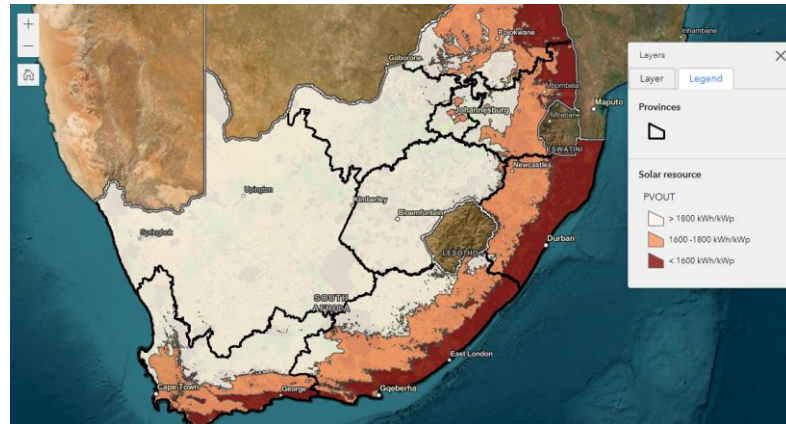 +
−
Polokwane
Inhambane
Gaborone
Layers
Layer
Legend
Mbombela
Provinces
Johannesburg
Mbabane
Maputo
ESWATINI
Newcastle
Solar resource
Upington
Kimberley
PVOUT
Bloemfontein
> 1800 kWh/kWp
Springbok
1600 -1800 kWh/kWp
Durban
LESOTHO
< 1600 kWh/kWp
SOUTH
AFRICA
East London
Cape Town
George
Gqeberha